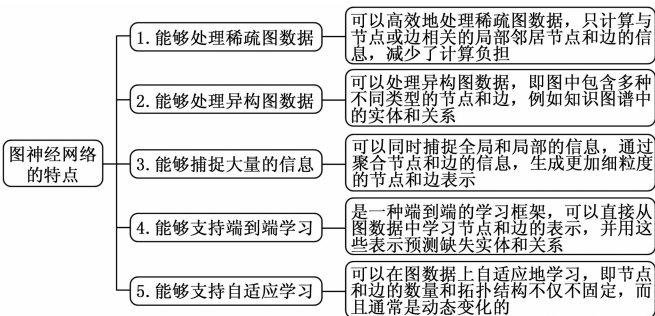 图神经网络
的特点
1.能够处理稀疏图数据
可以高效地处理稀疏图数据，只计算与
节点或边相关的局部邻居节点和边的信
息，减少了计算负担
2.能够处理异构图数据
可以处理异构图数据，即图中包含多种
不同类型的节点和边，例如知识图谱中
的实体和关系
3.能够捕捉大量的信息
可以同时捕捉全局和局部的信息，通过
聚合节点和边的信息，生成更加细粒度
的节点和边表示
4.能够支持端到端学习
是一种端到端的学习框架，可以直接从
图数据中学习节点和边的表示，并用这
些表示预测缺失实体和关系
5.能够支持自适应学习
可以在图数据上自适应地学习，即节点
和边的数量和拓扑结构不仅不固定，而
且通常是动态变化的